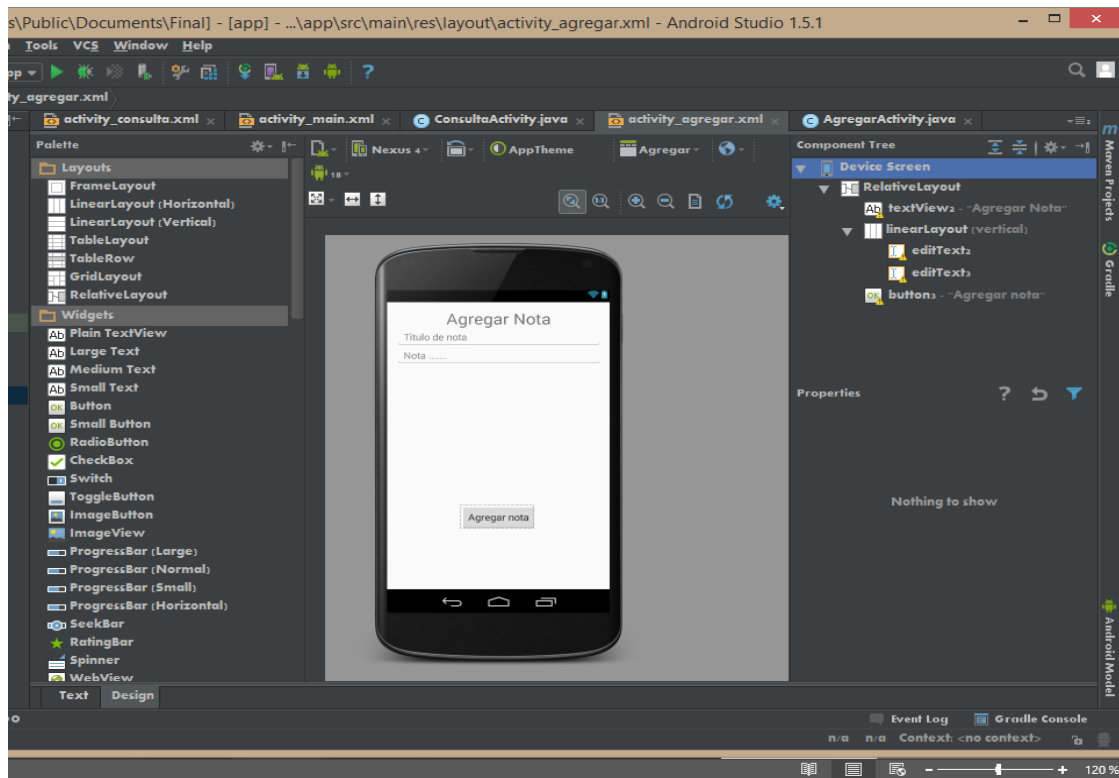 s\Public\Documents\Final] - [app] - ...\app\src\main\res\layout\activity_agregar.xml - Android Studio 1.5.1
Tools VCS Window Help
pp
ty_agregar.xml
activity_consulta.xml
activity_main.xml
ConsultaActivity.java
activity_agregar.xml
AgregarActivity.java
Palette
Nexus 4
AppTheme
Agregar
18
Layouts
FrameLayout
LinearLayout (Horizontal)
LinearLayout (Vertical)
TableLayout
TableRow
GridLayout
RelativeLayout
Widgets
Plain TextView
Large Text
Medium Text
Small Text
Button
Small Button
RadioButton
CheckBox
Switch
ToggleButton
ImageButton
ImageView
ProgressBar (Large)
ProgressBar (Normal)
ProgressBar (Small)
ProgressBar (Horizontal)
SeekBar
RatingBar
Spinner
WebView
Agregar Nota
Titulo de nota
Nota .......
Agregar nota
Component Tree
Device Screen
RelativeLayout
Ab textView2 - "Agregar Nota"
linearLayout (vertical)
editText2
editText3
OK button3 - "Agregar nota"
Properties
Nothing to show
Maven Projects
Gradle
Android Model
Text Design
Event Log Gradle Console
n/a n/a Context: <no context>
120 %